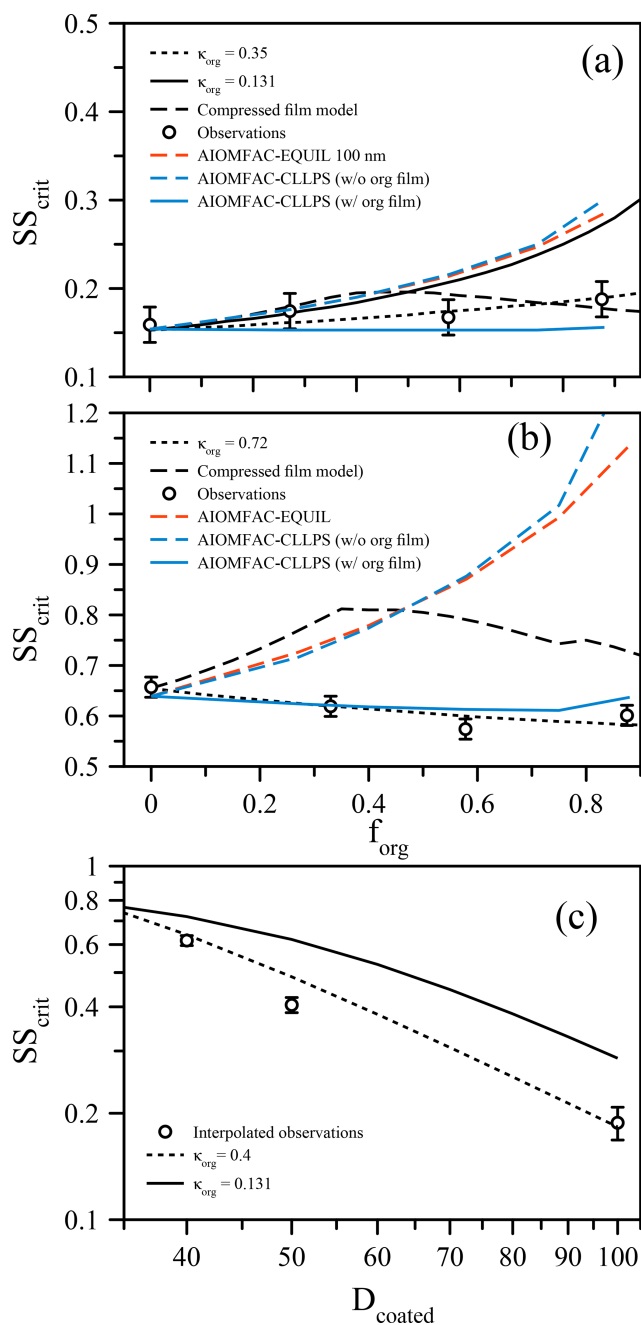 0.5
(a)
κorg = 0.35
κorg = 0.131
Compressed film model
Observations
AIOMFAC-EQUIL 100 nm
AIOMFAC-CLLPS (w/o org film)
AIOMFAC-CLLPS (w/ org film)
0.4
0.3
0.2
0.1
SScrit
1.2
(b)
κorg = 0.72
Compressed film model)
Observations
AIOMFAC-EQUIL
AIOMFAC-CLLPS (w/o org film)
AIOMFAC-CLLPS (w/ org film)
1.1
1
0.9
0.8
0.7
0.6
0.5
SScrit
0 0.2 0.4 0.6 0.8
forg
1
(c)
0.8
0.6
0.4
0.2
0.1
SScrit
Interpolated observations
κorg = 0.4
κorg = 0.131
40 50 60 70 80 90 100
Dcoated